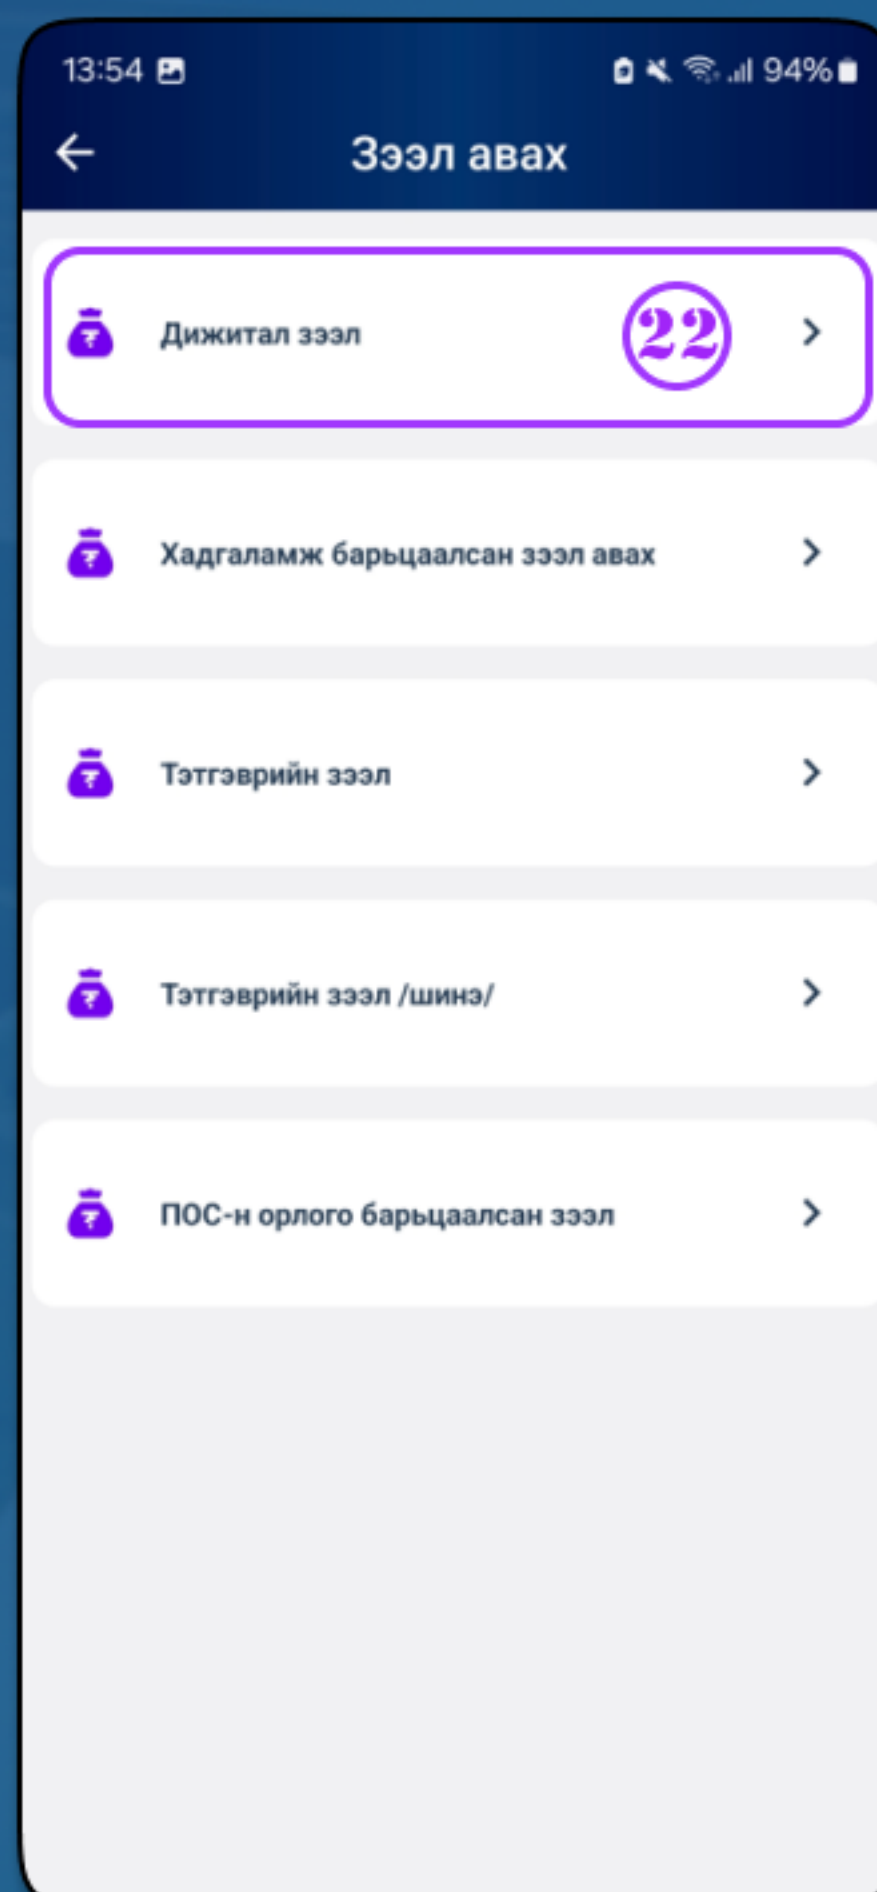 13:54
94%
Зээл авах
Дижитал зээл
22
Хадгаламж барьцаалсан зээл авах
Тэтгэврийн зээл
Тэтгэврийн зээл /шинэ/
ПОС-н орлого барьцаалсан зээл